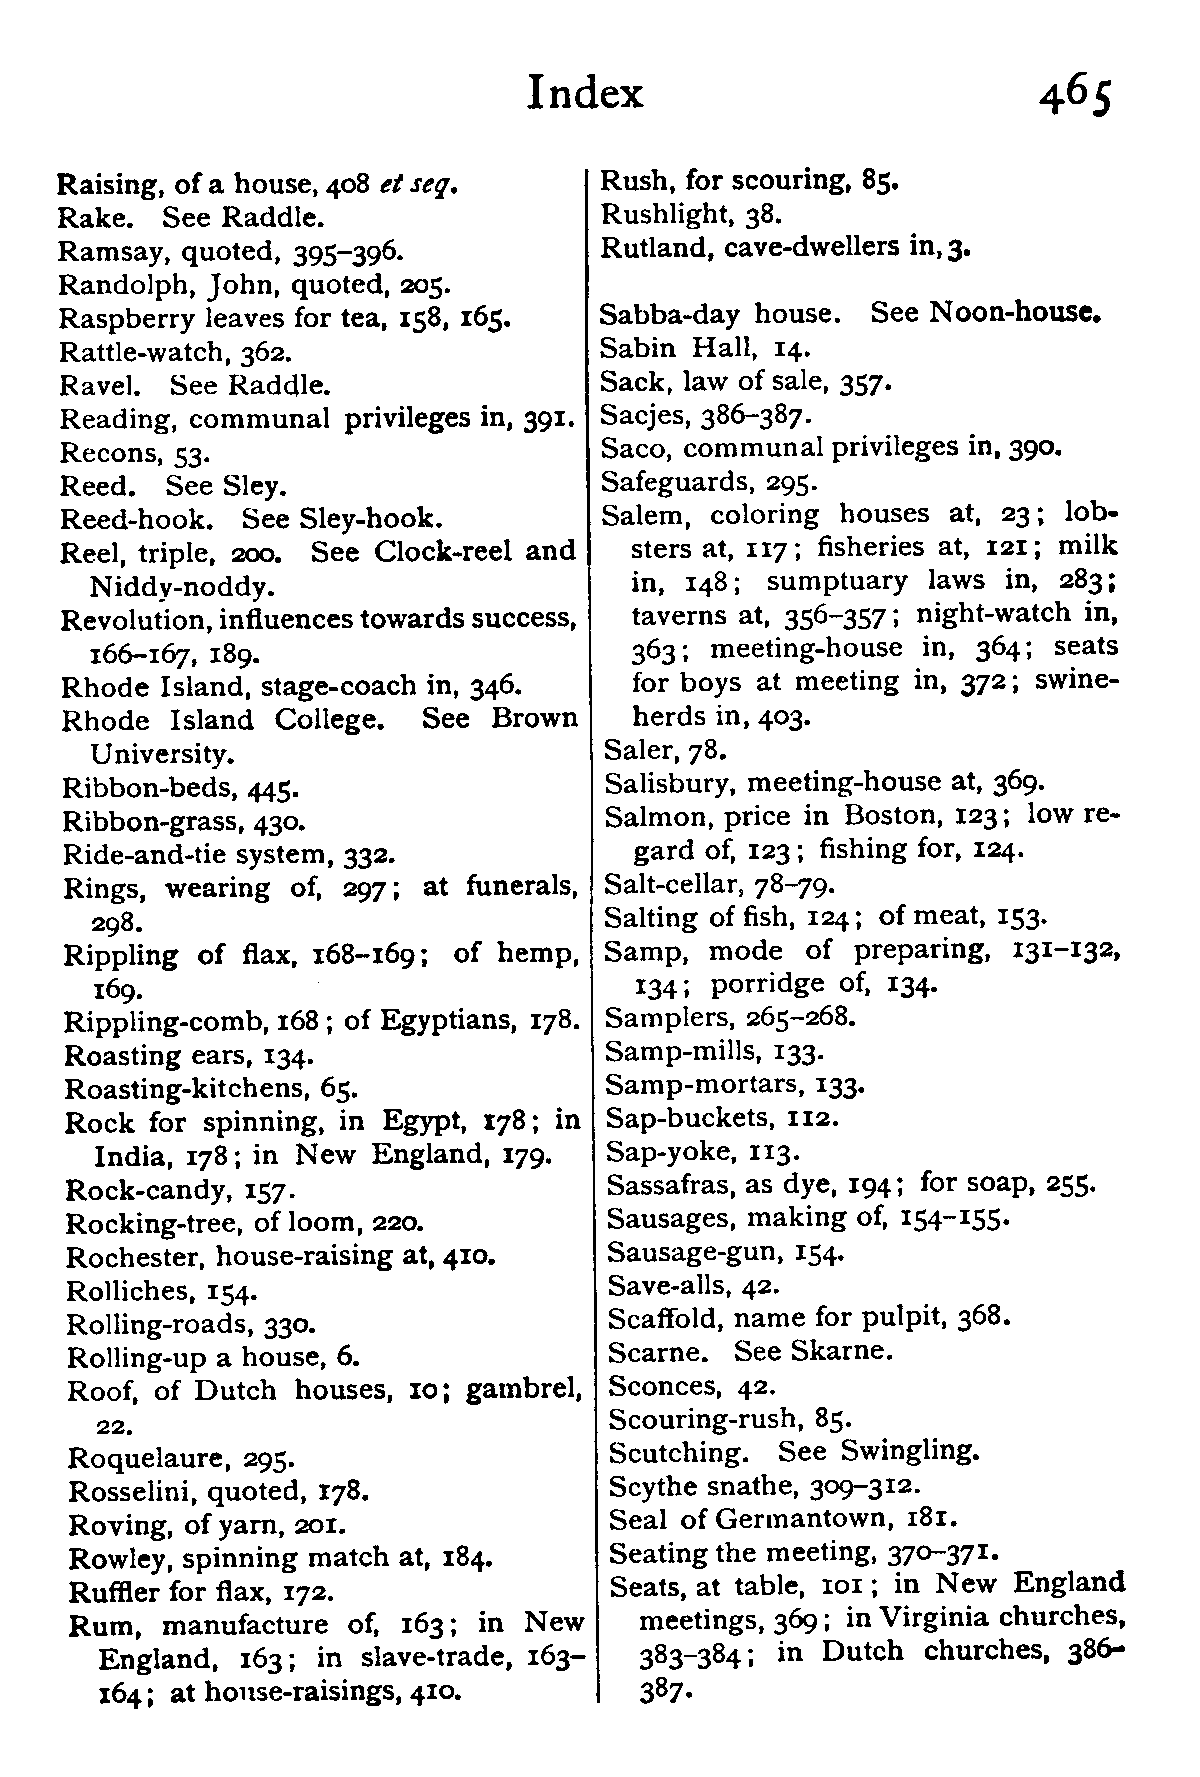 Index 465
Raising, of a house, 408 et seq.
Rake. See Raddle.
Ramsay, quoted, 395–396.
Randolph, John, quoted, 205.
Raspberry leaves for tea, 158, 165.
Rattle-watch, 362.
Ravel. See Raddle.
Reading, communal privileges in, 391.
Recons, 53.
Reed. See Sley.
Reed-hook. See Sley-hook.
Reel, triple, 200. See Clock-reel and
Niddy-noddy.
Revolution, influences towards success,
166–167, 189.
Rhode Island, stage-coach in, 346.
Rhode Island College. See Brown
University.
Ribbon-beds, 445.
Ribbon-grass, 430.
Ride-and-tie system, 332.
Rings, wearing of, 297; at funerals,
298.
Rippling of flax, 168–169; of hemp,
169.
Rippling-comb, 168; of Egyptians, 178.
Roasting ears, 134.
Roasting-kitchens, 65.
Rock for spinning, in Egypt, 178; in
India, 178; in New England, 179.
Rock-candy, 157.
Rocking-tree, of loom, 220.
Rochester, house-raising at, 410.
Rolliches, 154.
Rolling-roads, 330.
Rolling-up a house, 6.
Roof, of Dutch houses, 10; gambrel,
22.
Roquelaure, 295.
Rosselini, quoted, 178.
Roving, of yarn, 201.
Rowley, spinning match at, 184.
Ruffler for flax, 172.
Rum, manufacture of, 163; in New
England, 163; in slave-trade, 163–
164; at house-raisings, 410.
Rush, for scouring, 85.
Rushlight, 38.
Rutland, cave-dwellers in, 3.
Sabba-day house. See Noon-house.
Sabin Hall, 14.
Sack, law of sale, 357.
Sacjes, 386–387.
Saco, communal privileges in, 390.
Safeguards, 295.
Salem, coloring houses at, 23; lob-
sters at, 117; fisheries at, 121; milk
in, 148; sumptuary laws in, 283;
taverns at, 356–357; night-watch in,
363; meeting-house in, 364; seats
for boys at meeting in, 372; swine-
herds in, 403.
Saler, 78.
Salisbury, meeting-house at, 369.
Salmon, price in Boston, 123; low re-
gard of, 123; fishing for, 124.
Salt-cellar, 78–79.
Salting of fish, 124; of meat, 153.
Samp, mode of preparing, 131–132,
134; porridge of, 134.
Samplers, 265–268.
Samp-mills, 133.
Samp-mortars, 133.
Sap-buckets, 112.
Sap-yoke, 113.
Sassafras, as dye, 194; for soap, 255.
Sausages, making of, 154–155.
Sausage-gun, 154.
Save-alls, 42.
Scaffold, name for pulpit, 368.
Scarne. See Skarne.
Sconces, 42.
Scouring-rush, 85.
Scutching. See Swingling.
Scythe snathe, 309–312.
Seal of Germantown, 181.
Seating the meeting, 370–371.
Seats, at table, 101; in New England
meetings, 369; in Virginia churches,
383–384; in Dutch churches, 386–
387.